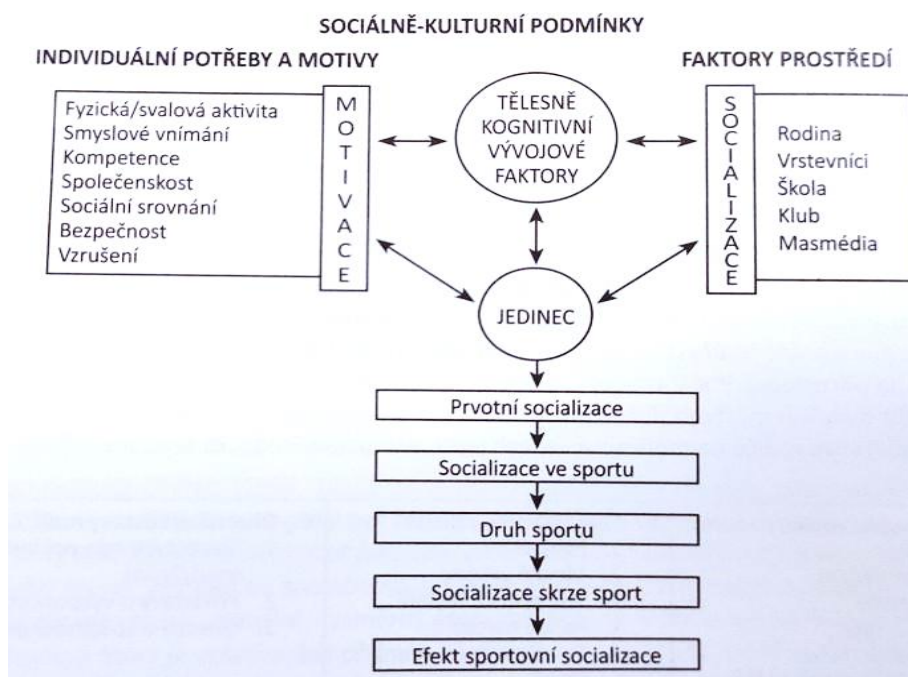 SOCIÁLNĚ-KULTURNÍ PODMÍNKY
INDIVIDUÁLNÍ POTŘEBY A MOTIVY
FAKTORY PROSTŘEDÍ
Fyzická/svalová aktivita
Smyslové vnímání
Kompetence
Společenskost
Sociální srovnání
Bezpečnost
Vzrušení
MOTIVACE
TĚLESNĚ
KOGNITIVNÍ
VÝVOJOVÉ
FAKTORY
SOCIALIZACE
Rodina
Vrstevníci
Škola
Klub
Masmédia
JEDINEC
Prvotní socializace
Socializace ve sportu
Druh sportu
Socializace skrze sport
Efekt sportovní socializace